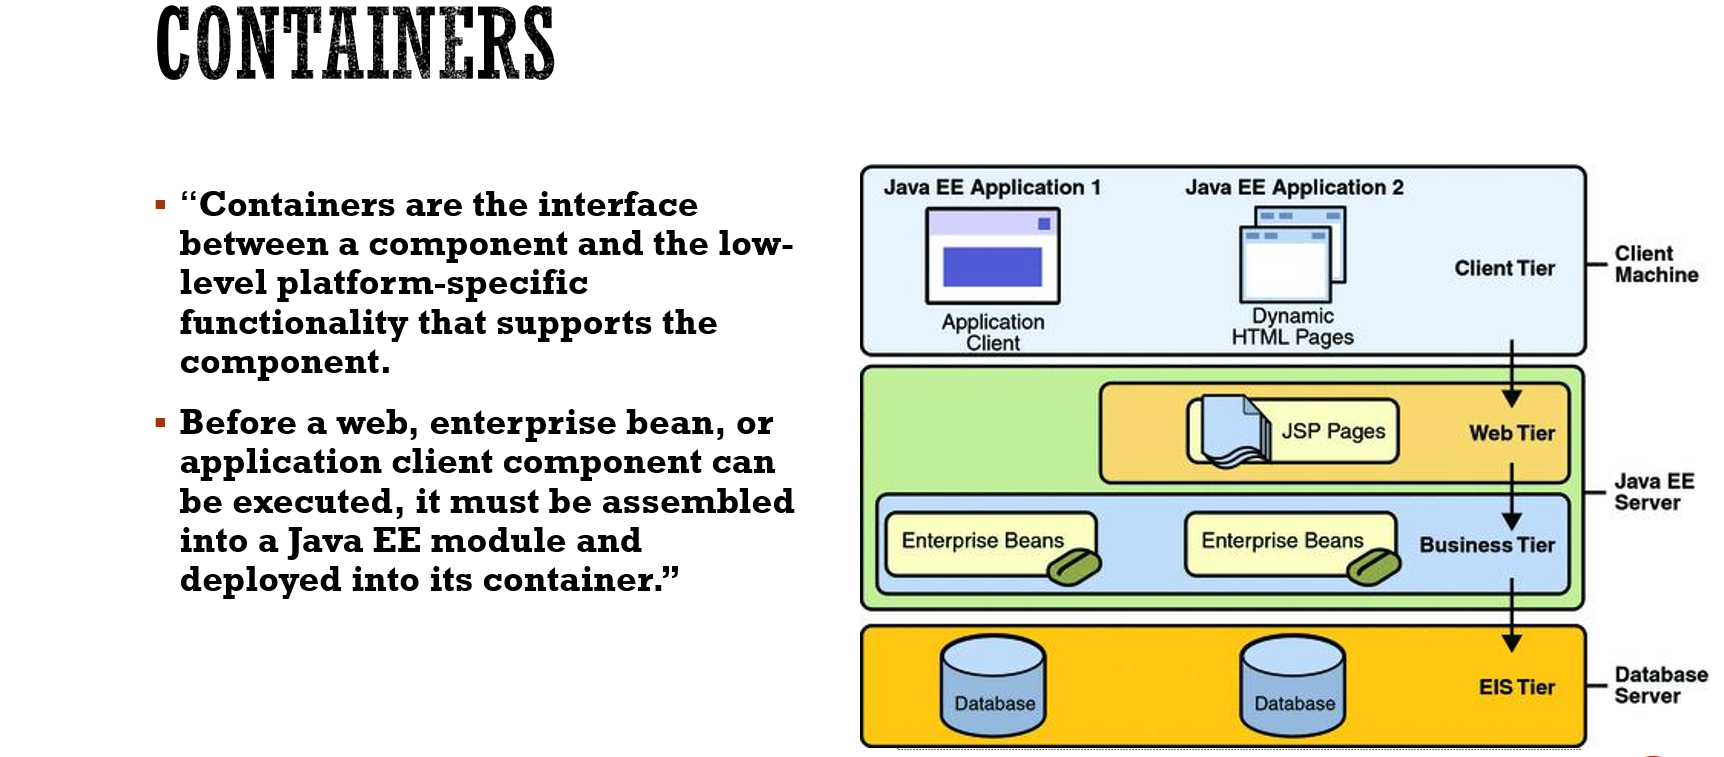 CONTAINERS
“Containers are the interface
between a component and the low-
level platform-specific
functionality that supports the
component.
Before a web, enterprise bean, or
application client component can
be executed, it must be assembled
into a Java EE module and
deployed into its container.”
Java EE Application 1
Java EE Application 2
Application
Client
Dynamic
HTML Pages
Client Tier
Client
Machine
JSP Pages
Web Tier
Java EE
Server
Enterprise Beans
Enterprise Beans
Business Tier
Database
Database
EIS Tier
Database
Server